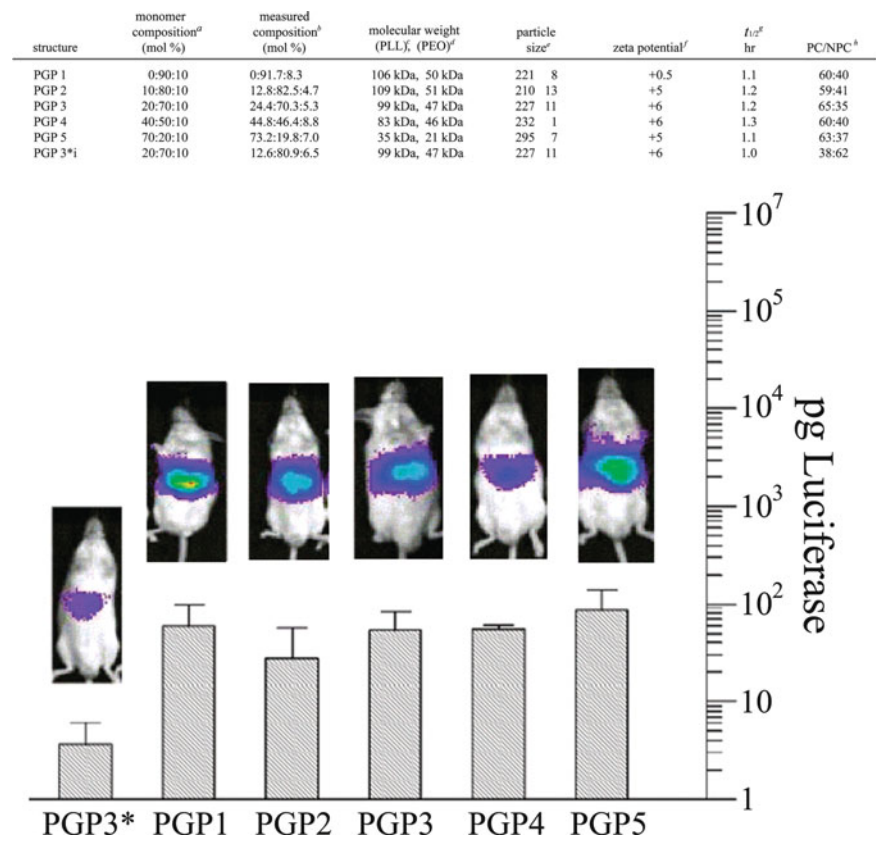 structure monomer composition^a (mol %) measured composition^b (mol %) molecular weight (PLL)^c, (PEO)^d particle size^e zeta potential^f t_1/2^g hr PC/NPC^h
PGP 1 0:90:10 0:91.7:8.3 106 kDa, 50 kDa 221 8 +0.5 1.1 60:40
PGP 2 10:80:10 12.8:82.5:4.7 109 kDa, 51 kDa 210 13 +5 1.2 59:41
PGP 3 20:70:10 24.4:70.3:5.3 99 kDa, 47 kDa 227 11 +6 1.2 65:35
PGP 4 40:50:10 44.8:46.4:8.8 83 kDa, 46 kDa 232 1 +6 1.3 60:40
PGP 5 70:20:10 73.2:19.8:7.0 35 kDa, 21 kDa 295 7 +5 1.1 63:37
PGP 3*i 20:70:10 12.6:80.9:6.5 99 kDa, 47 kDa 227 11 +6 1.0 38:62
10^7
10^5
10^4
10^3
10^2
10
1
pg Luciferase
PGP3* PGP1 PGP2 PGP3 PGP4 PGP5